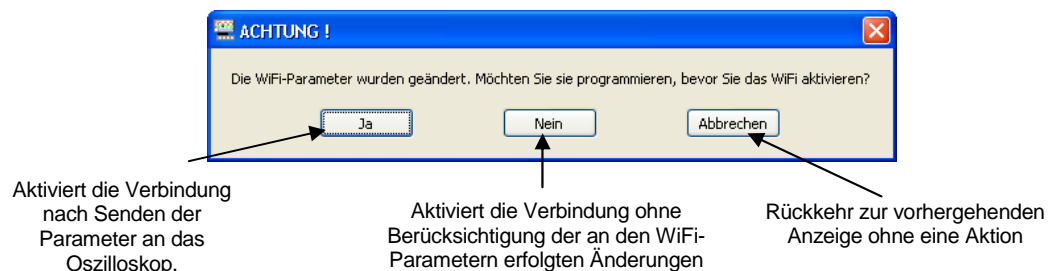 ACHTUNG !
Die WiFi-Parameter wurden geändert. Möchten Sie sie programmieren, bevor Sie das WiFi aktivieren?
Ja
Nein
Abbrechen
Aktiviert die Verbindung
nach Senden der
Parameter an das
Oszilloskop.
Aktiviert die Verbindung ohne
Berücksichtigung der an den WiFi-
Parametern erfolgten Änderungen
Rückkehr zur vorhergehenden
Anzeige ohne eine Aktion